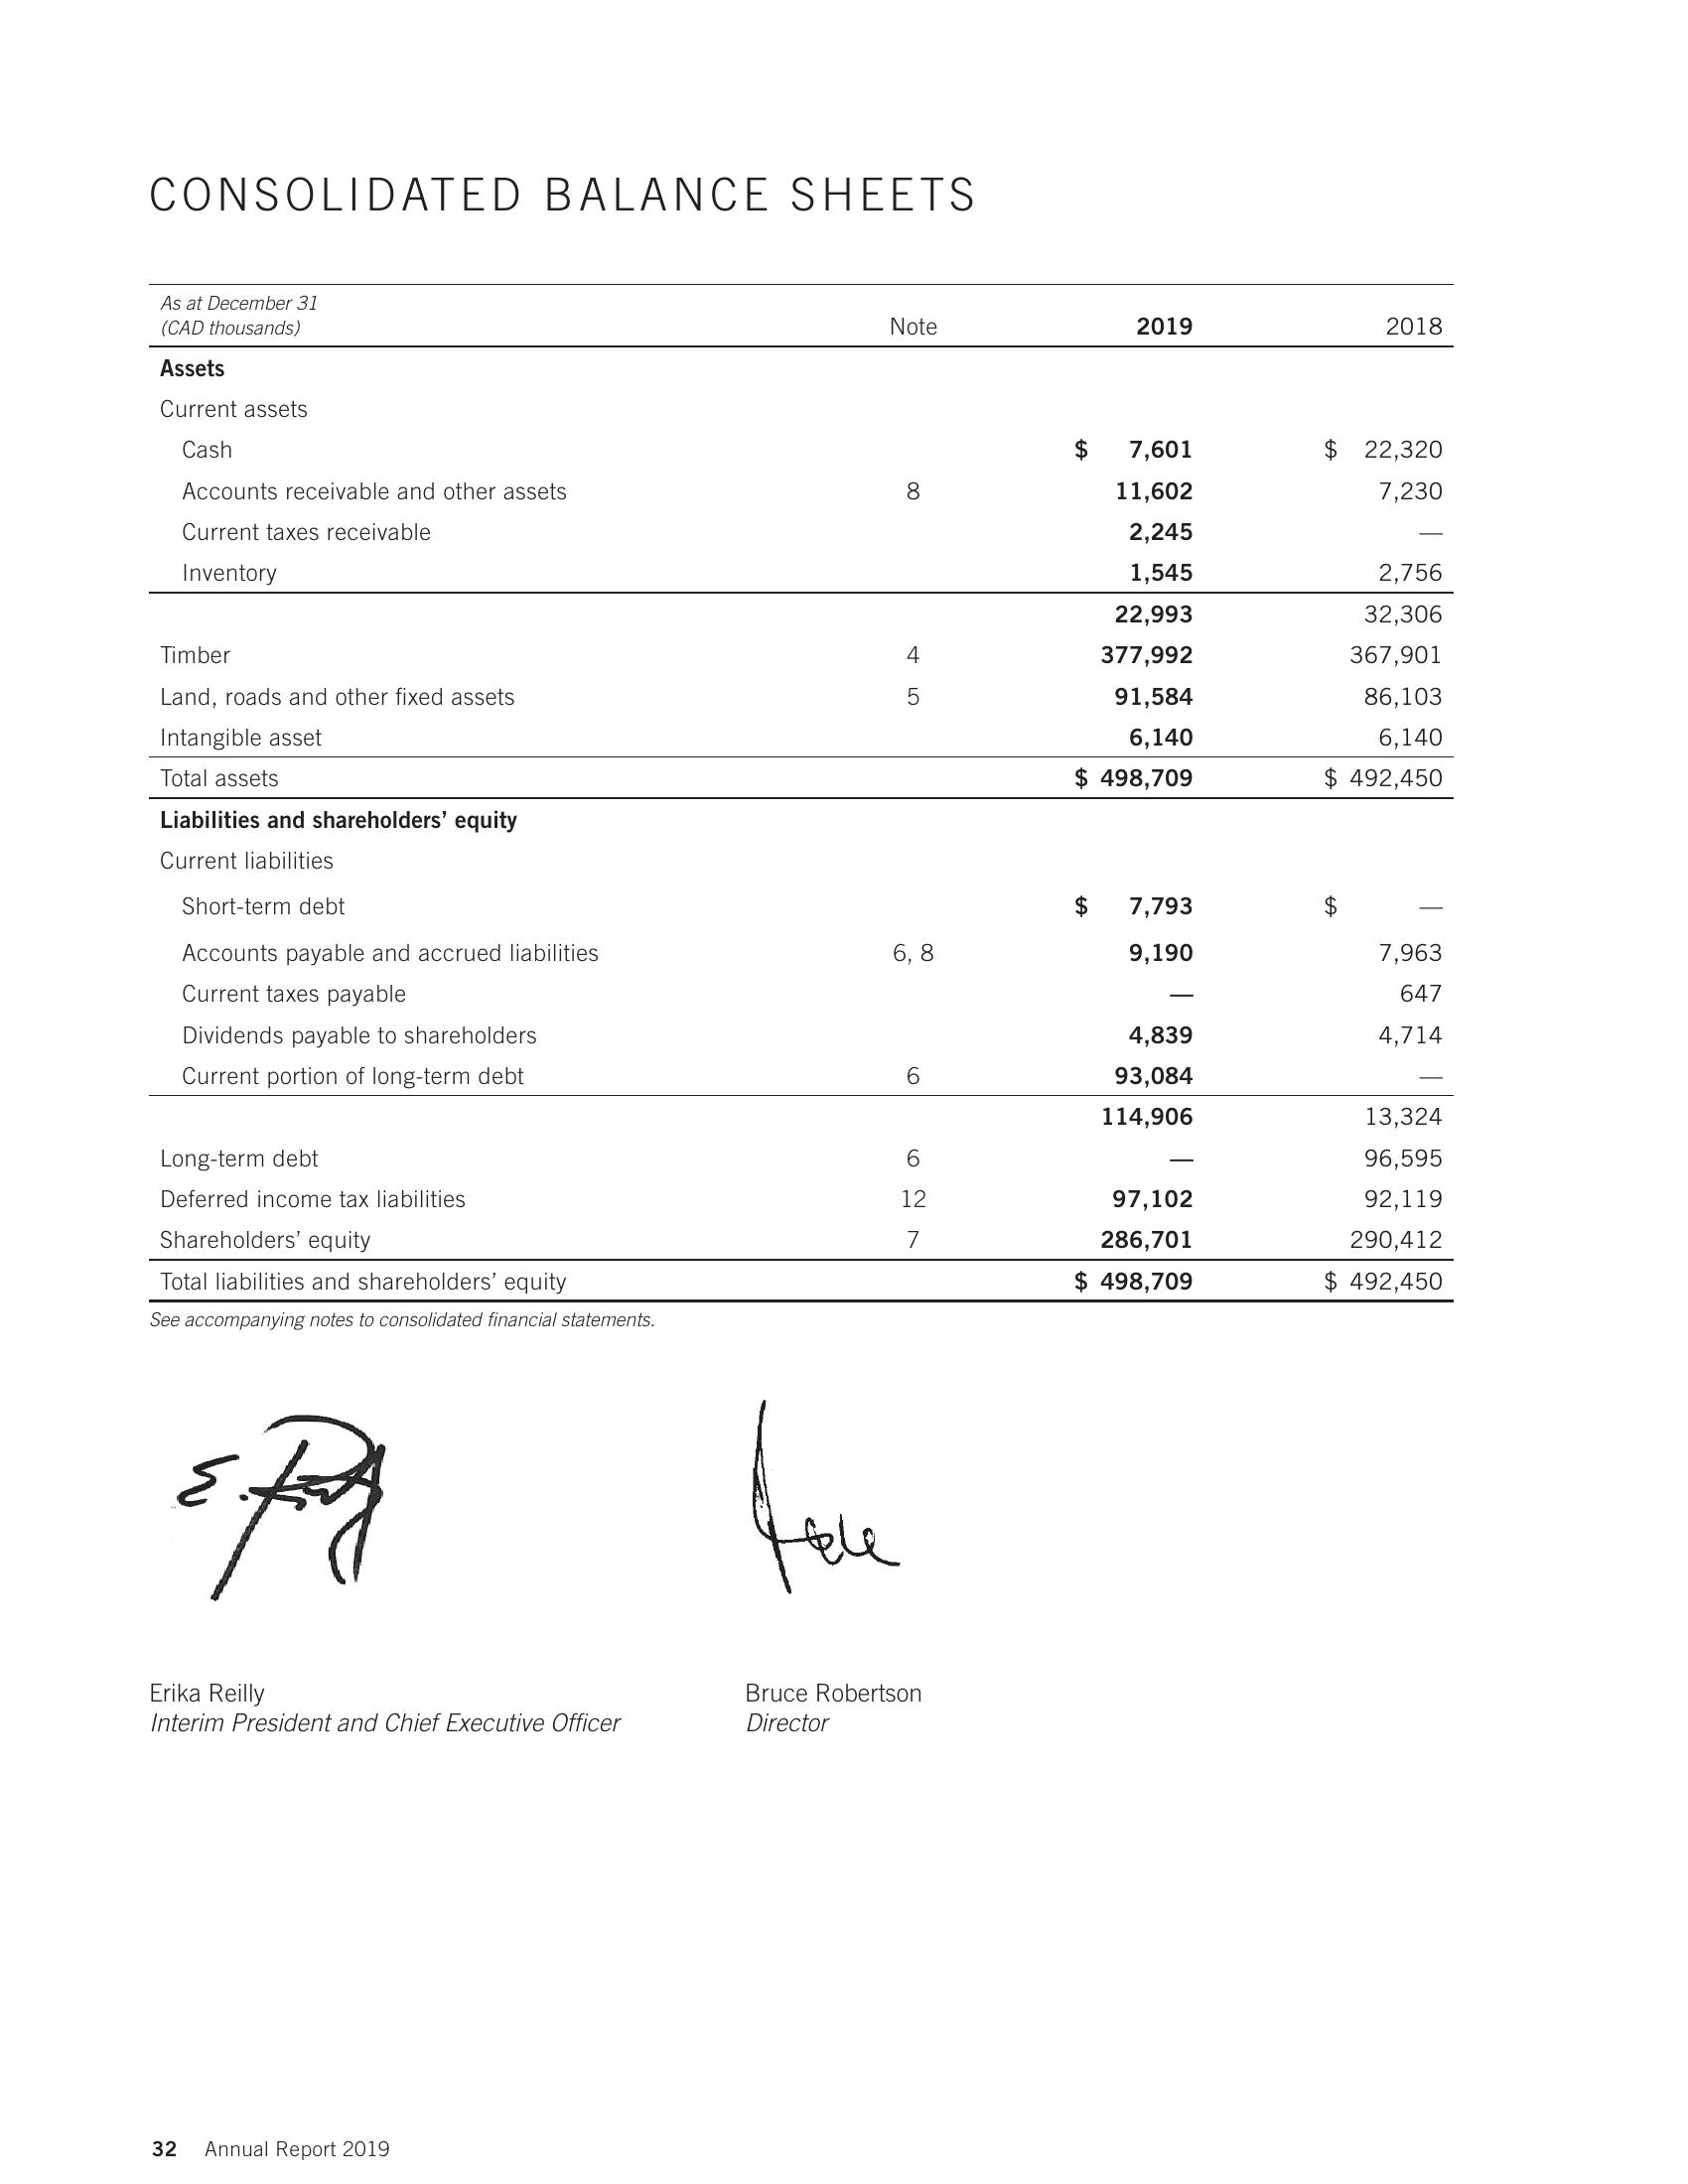 CONSOLIDATED BALANCE SHEETS
As at December 31
(CAD thousands) Note 2019 2018
Assets
Current assets
Cash $ 7,601 $ 22,320
Accounts receivable and other assets 8 11,602 7,230
Current taxes receivable 2,245 —
Inventory 1,545 2,756
22,993 32,306
Timber 4 377,992 367,901
Land, roads and other fixed assets 5 91,584 86,103
Intangible asset 6,140 6,140
Total assets $ 498,709 $ 492,450
Liabilities and shareholders’ equity
Current liabilities
Short-term debt $ 7,793 $ —
Accounts payable and accrued liabilities 6, 8 9,190 7,963
Current taxes payable — 647
Dividends payable to shareholders 4,839 4,714
Current portion of long-term debt 6 93,084 —
114,906 13,324
Long-term debt 6 — 96,595
Deferred income tax liabilities 12 97,102 92,119
Shareholders’ equity 7 286,701 290,412
Total liabilities and shareholders’ equity $ 498,709 $ 492,450
See accompanying notes to consolidated financial statements.
Erika Reilly Bruce Robertson
Interim President and Chief Executive Officer Director
32 Annual Report 2019